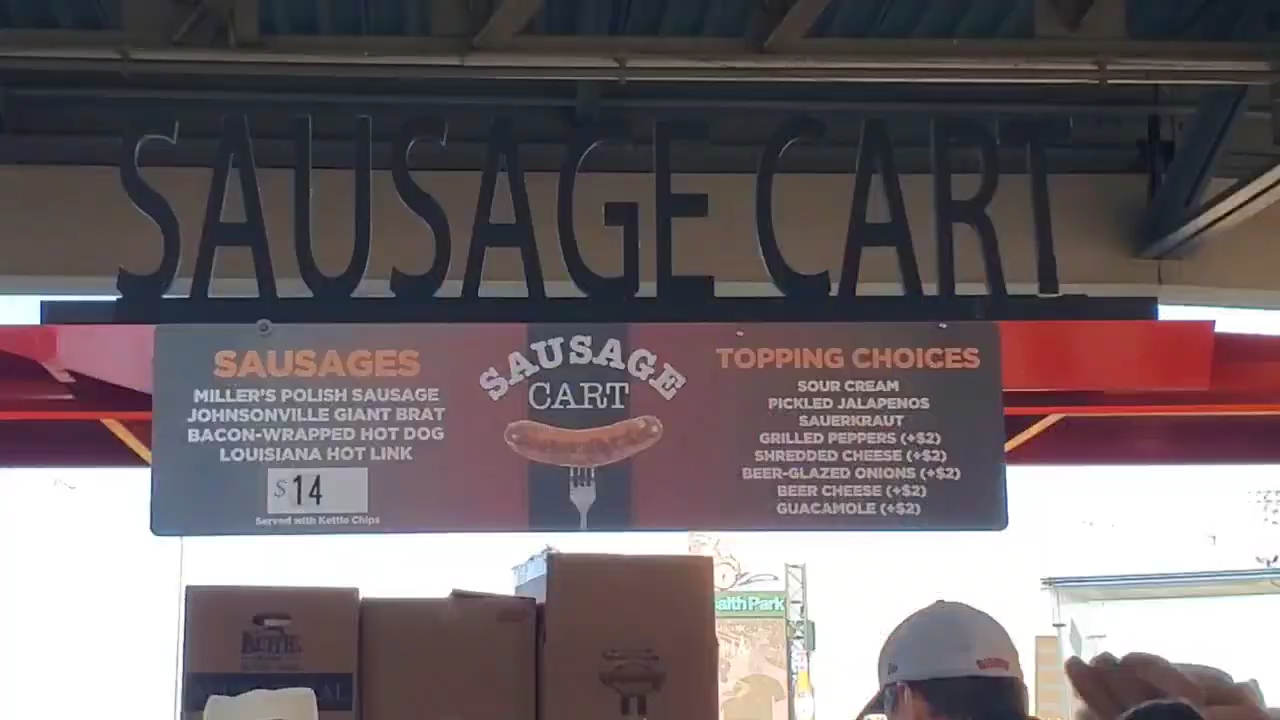 SAUSAGE CART
SAUSAGES
MILLER'S POLISH SAUSAGE
JOHNSONVILLE GIANT BRAT
BACON-WRAPPED HOT DOG
LOUISIANA HOT LINK
$14
Served with Kettle Chips
SAUSAGE
CART
TOPPING CHOICES
SOUR CREAM
PICKLED JALAPENOS
SAUERKRAUT
GRILLED PEPPERS (+$2)
SHREDDED CHEESE (+$2)
BEER-GLAZED ONIONS (+$2)
BEER CHEESE (+$2)
GUACAMOLE (+$2)
alth Park
KETTLE